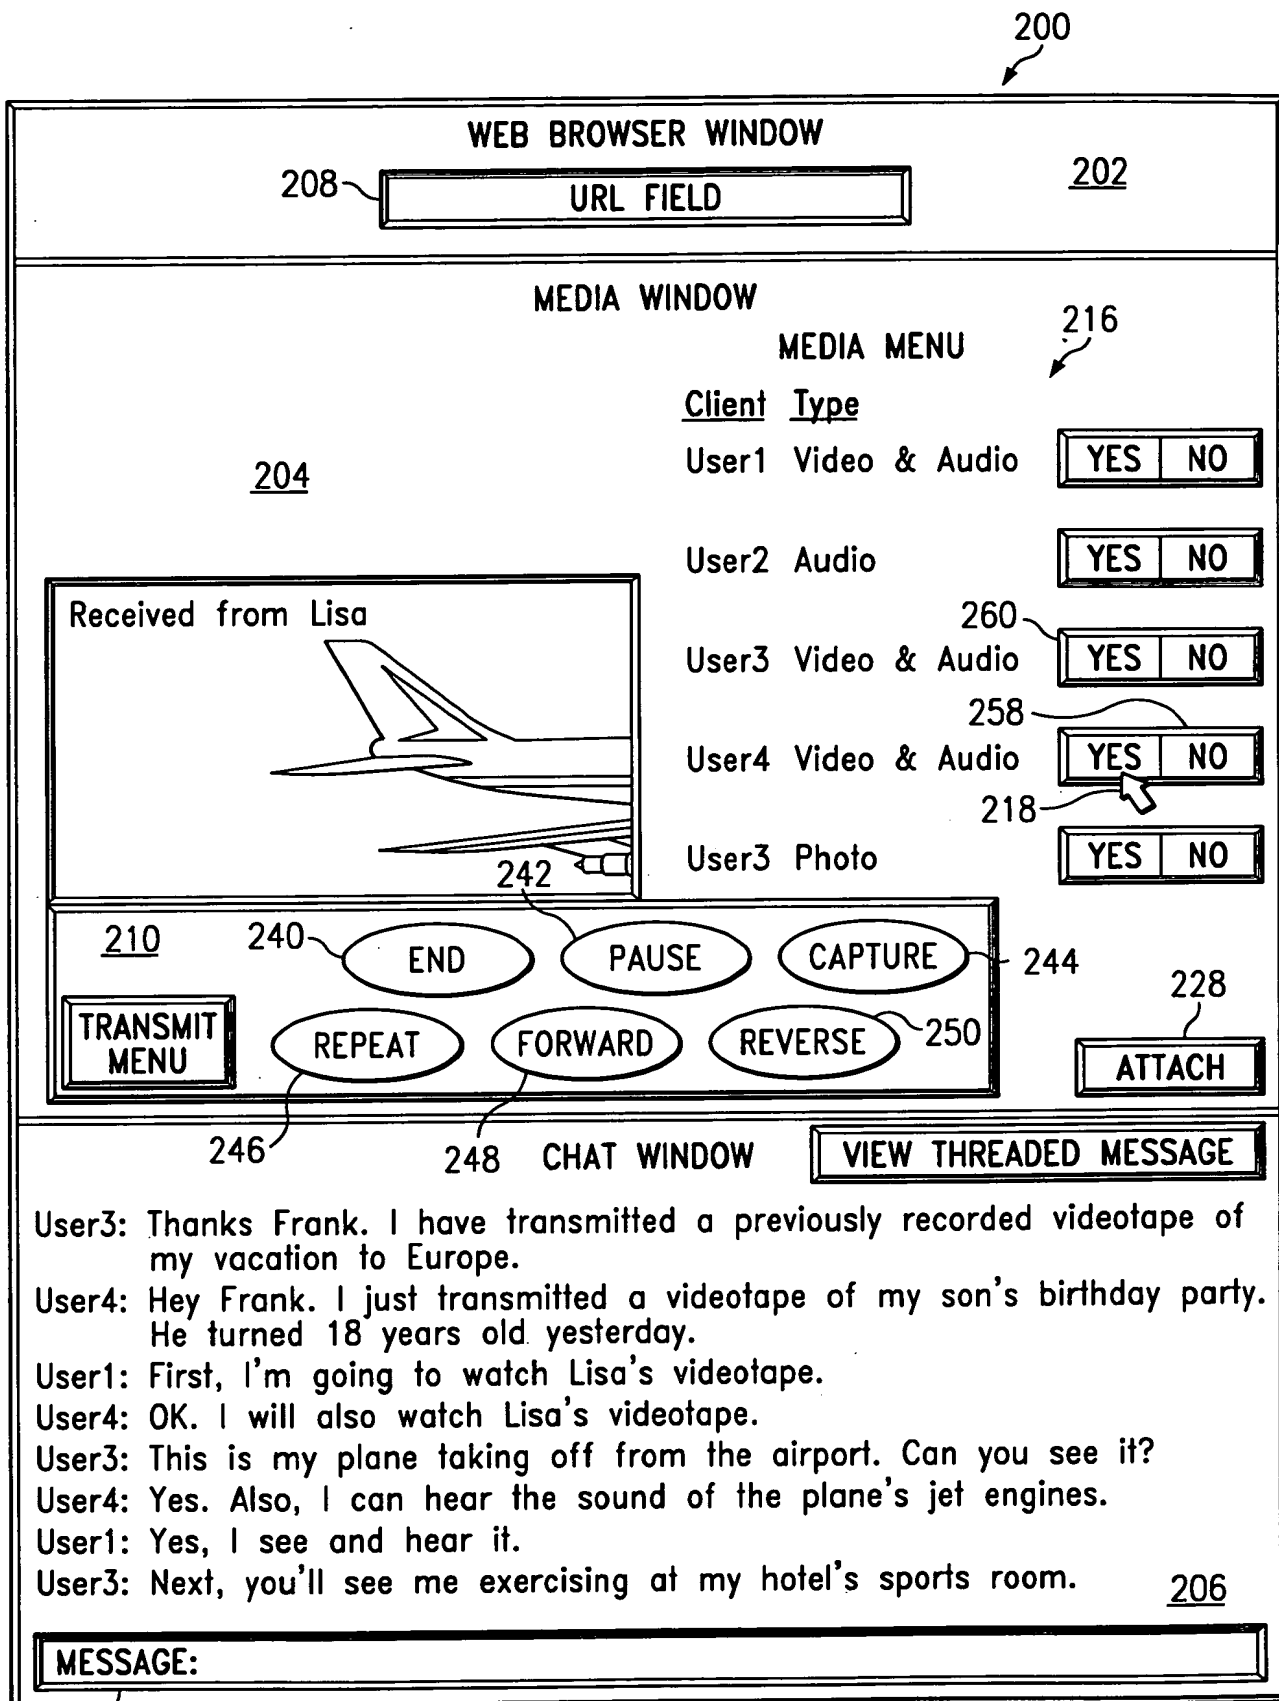 200
WEB BROWSER WINDOW
208
URL FIELD
202
MEDIA WINDOW
216
MEDIA MENU
Client Type
204
User1 Video & Audio YES NO
User2 Audio YES NO
Received from Lisa
260
User3 Video & Audio YES NO
258
User4 Video & Audio YES NO
218
User3 Photo YES NO
242
210
240
END
PAUSE
CAPTURE
244
228
TRANSMIT
MENU
REPEAT
FORWARD
REVERSE
250
ATTACH
246
248
CHAT WINDOW
VIEW THREADED MESSAGE
User3: Thanks Frank. I have transmitted a previously recorded videotape of
my vacation to Europe.
User4: Hey Frank. I just transmitted a videotape of my son's birthday party.
He turned 18 years old yesterday.
User1: First, I'm going to watch Lisa's videotape.
User4: OK. I will also watch Lisa's videotape.
User3: This is my plane taking off from the airport. Can you see it?
User4: Yes. Also, I can hear the sound of the plane's jet engines.
User1: Yes, I see and hear it.
User3: Next, you'll see me exercising at my hotel's sports room.
206
MESSAGE: